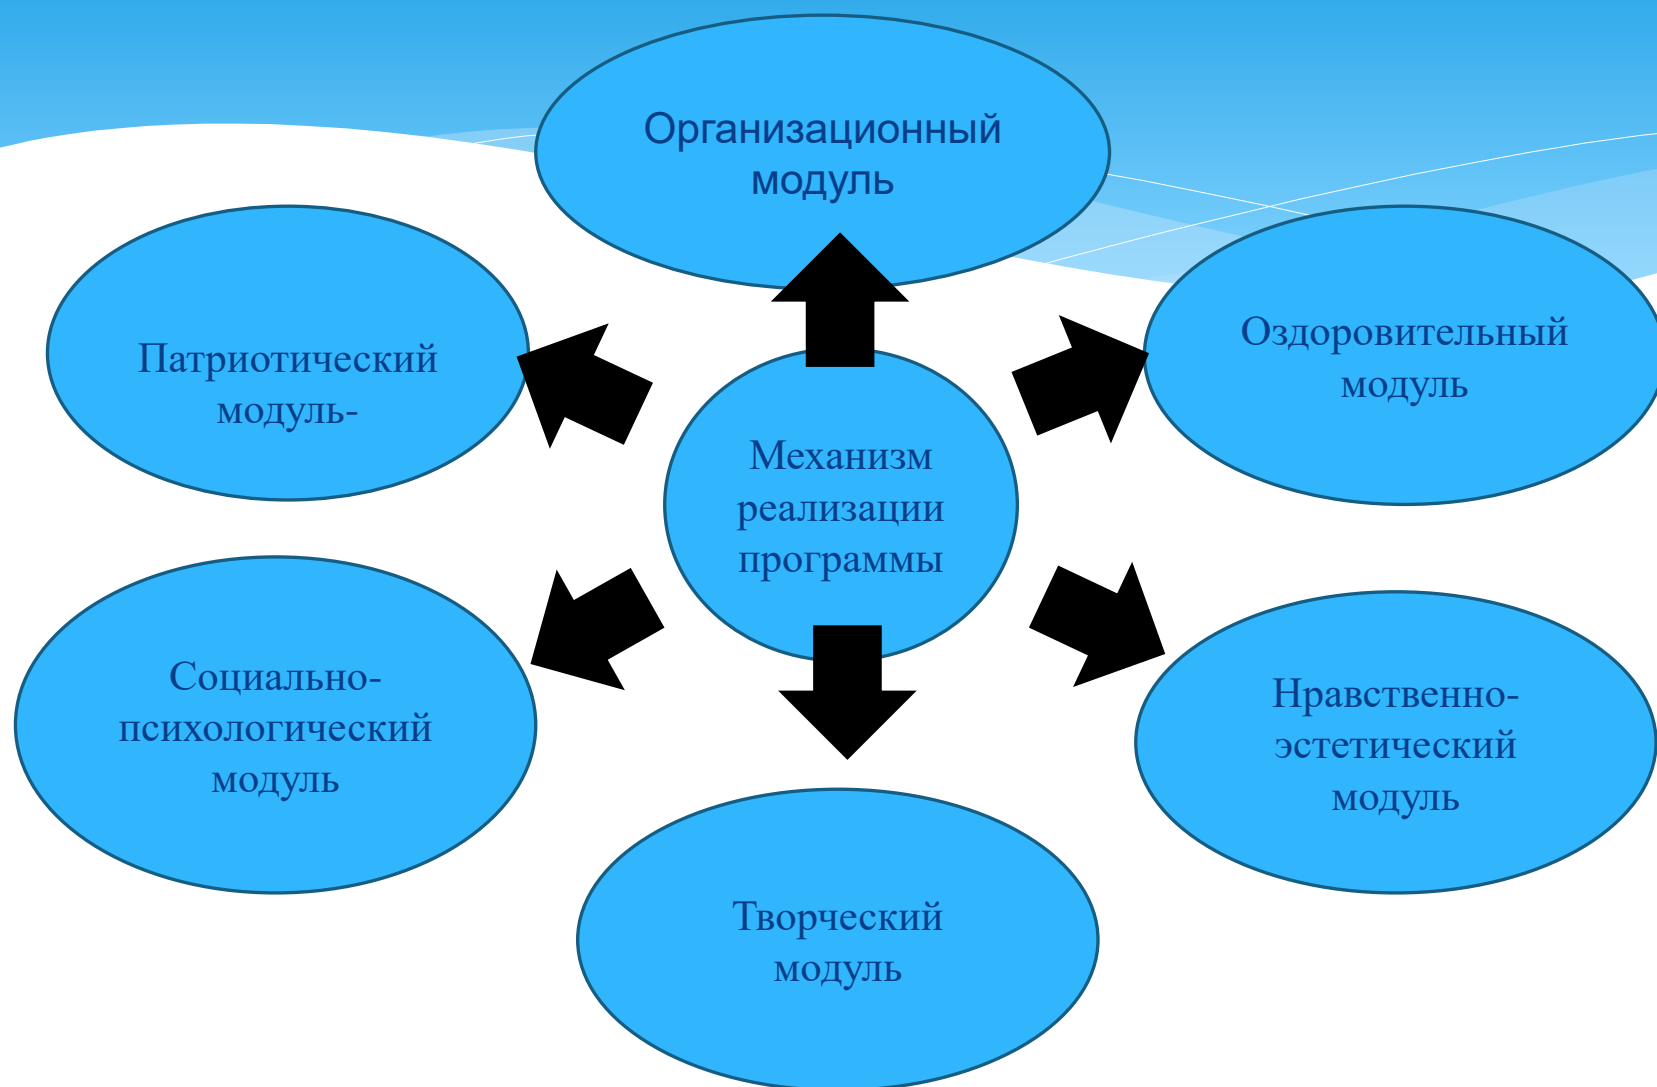 Организационный
модуль
Патриотический
модуль-
Оздоровительный
модуль
Механизм
реализации
программы
Социально-
психологический
модуль
Нравственно-
эстетический
модуль
Творческий
модуль